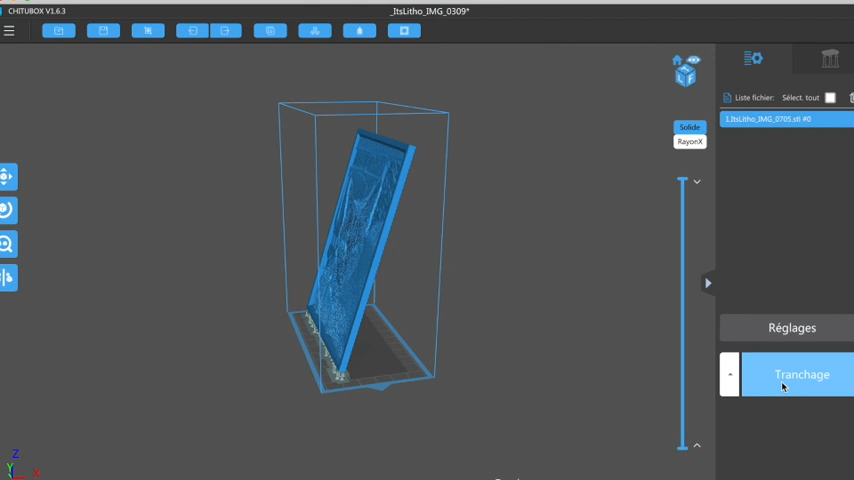 CHITUBOX V1.6.3
_ItsLitho_IMG_0309*
Liste fichier: Sélect. tout
1.ItsLitho_IMG_0705.stl #0
Solide
RayonX
Réglages
Tranchage
Z
Y
X
L F